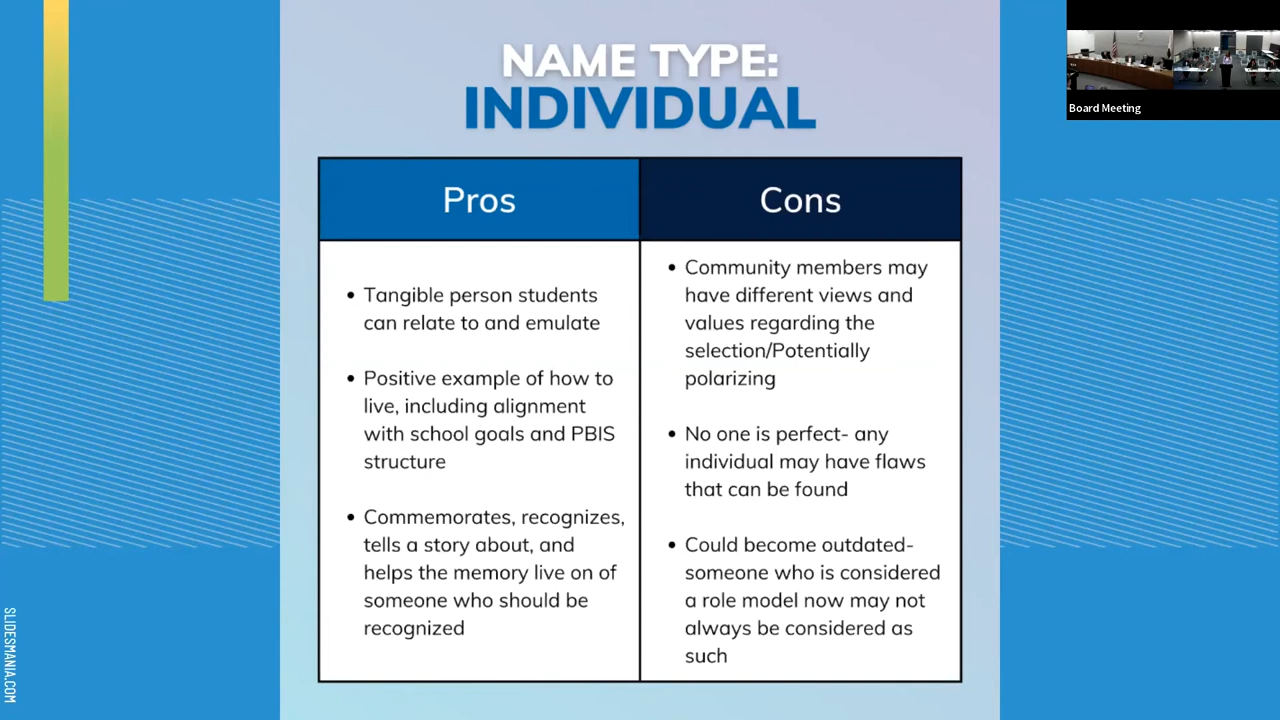 NAME TYPE:
INDIVIDUAL
Pros
Cons
• Tangible person students
can relate to and emulate
• Positive example of how to
live, including alignment
with school goals and PBIS
structure
• Commemorates, recognizes,
tells a story about, and
helps the memory live on of
someone who should be
recognized
• Community members may
have different views and
values regarding the
selection/Potentially
polarizing
• No one is perfect- any
individual may have flaws
that can be found
• Could become outdated-
someone who is considered
a role model now may not
always be considered as
such
Board Meeting
SLIDESMANIA.COM